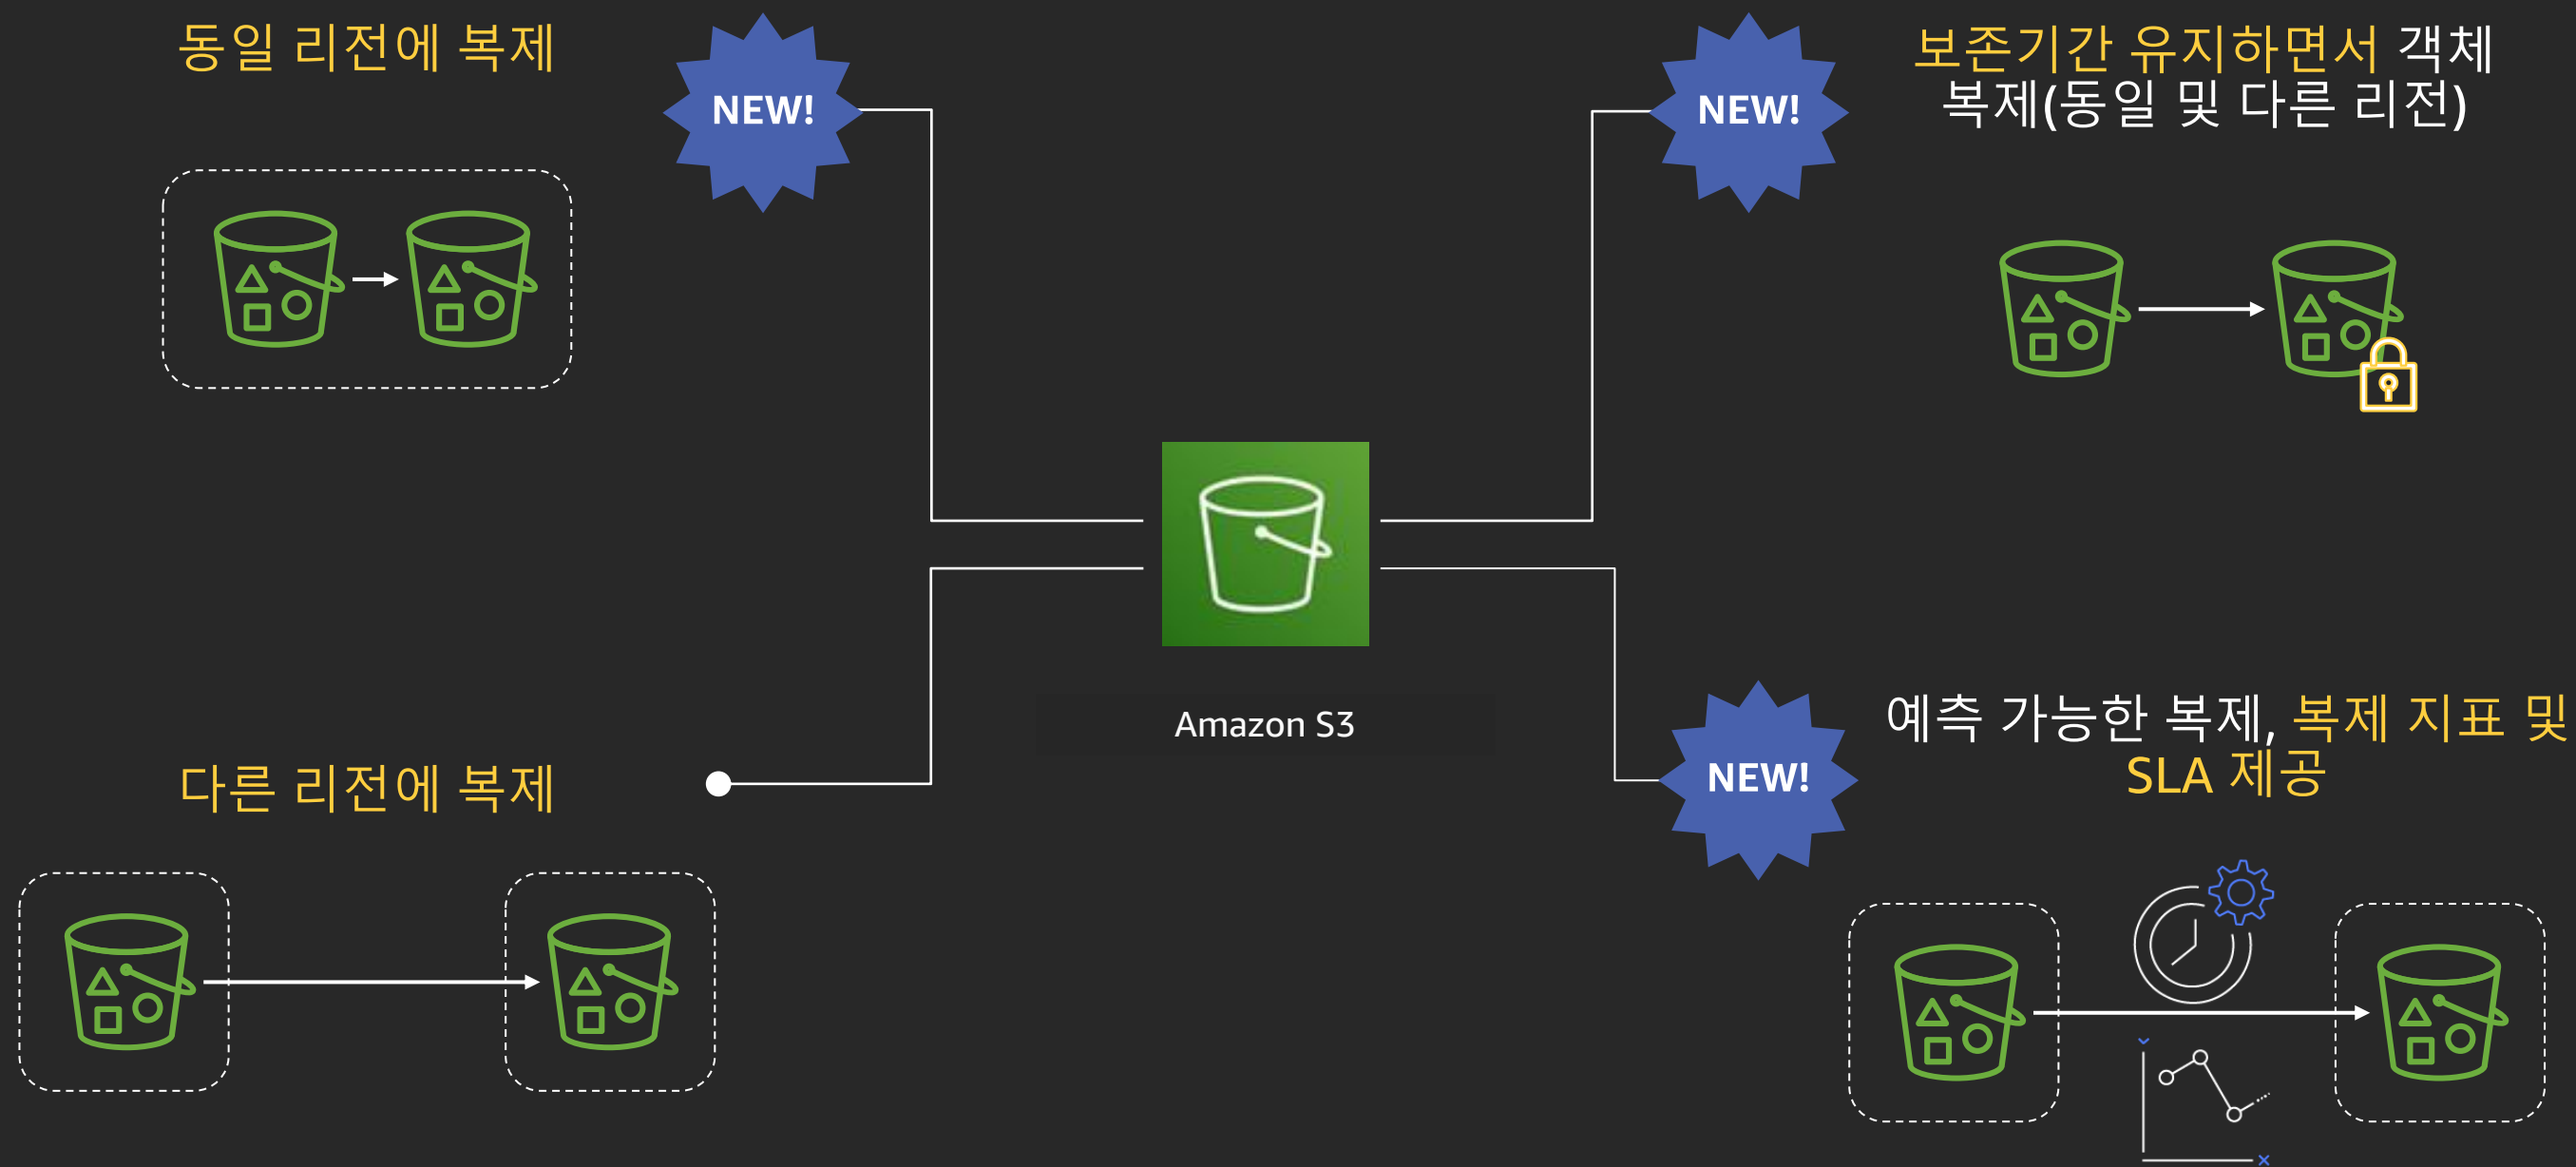 동일 리전에 복제
NEW!
NEW!
보존기간 유지하면서 객체
복제(동일 및 다른 리전)
Amazon S3
다른 리전에 복제
NEW!
예측 가능한 복제, 복제 지표 및
SLA 제공